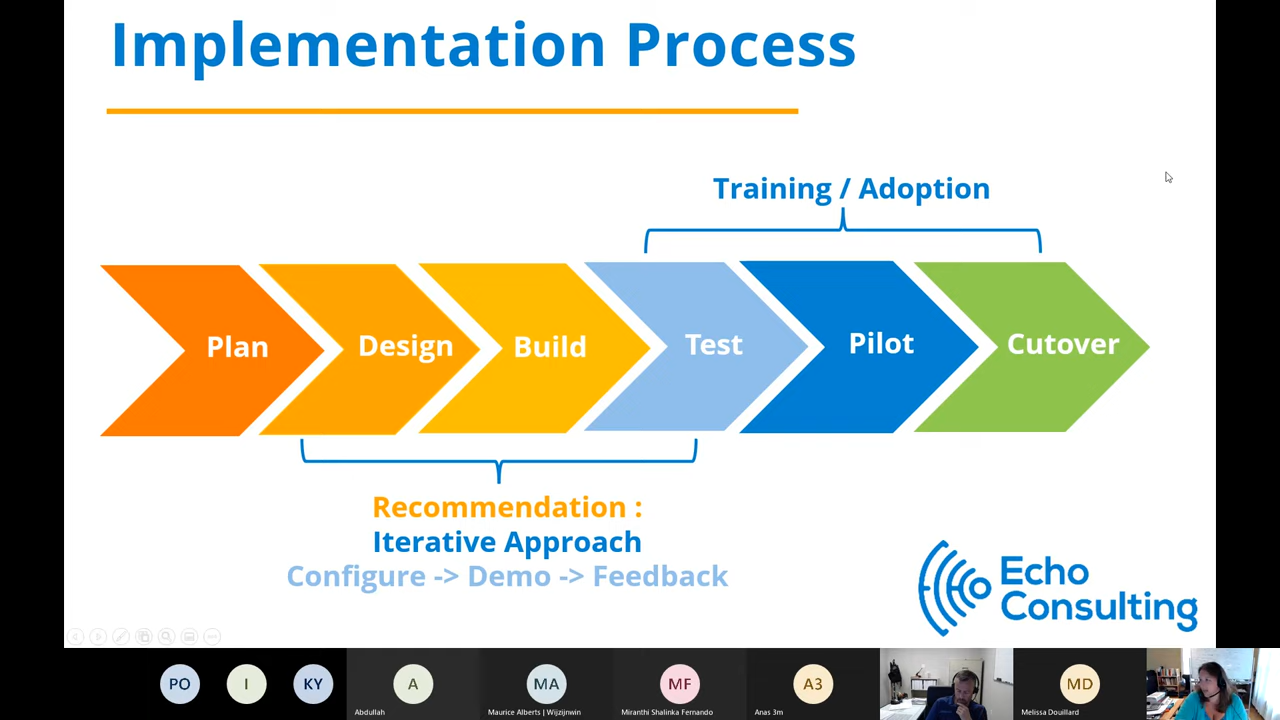 Implementation Process
Training / Adoption
Plan
Design
Build
Test
Pilot
Cutover
Recommendation :
Iterative Approach
Configure -> Demo -> Feedback
Echo
Consulting
PO
I
KY
A
MA
MF
A3
MD
Abdullah
Maurice Alberts | Wijzijnwin
Miranthi Shalinka Fernando
Anas 3m
Melissa Douillard